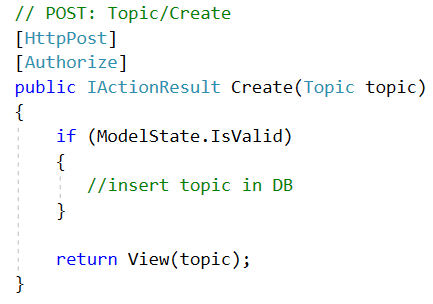 // POST: Topic/Create
[HttpPost]
[Authorize]
public IActionResult Create(Topic topic)
{
if (ModelState.IsValid)
{
//insert topic in DB
}
return View(topic);
}